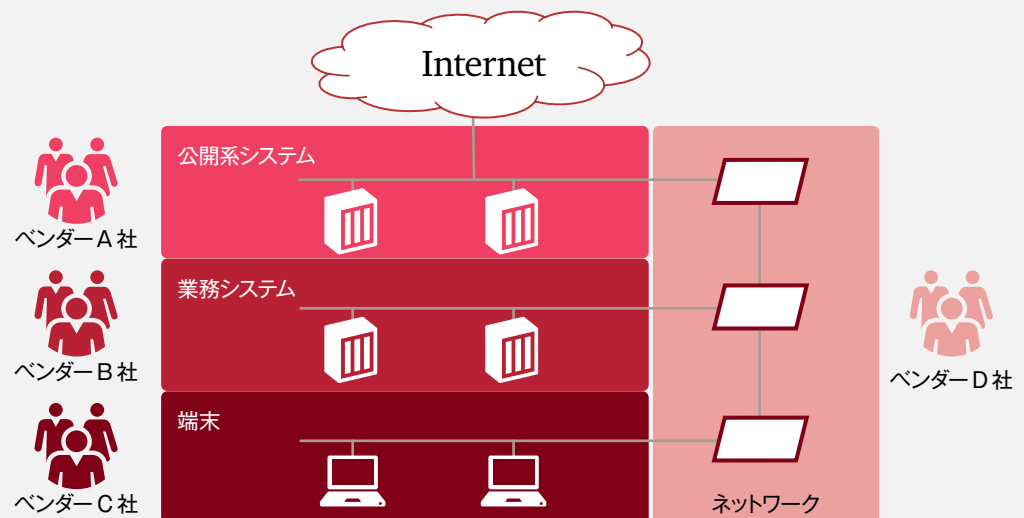 Internet
公開系システム
ベンダーA社
業務システム
ベンダーB社
ベンダーD社
端末
ベンダーC社
ネットワーク